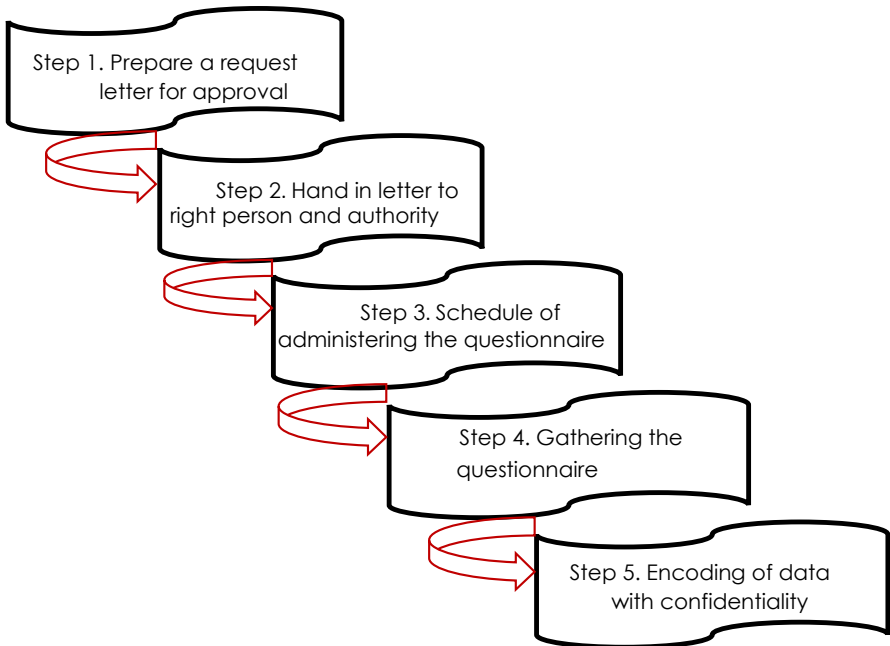 Step 1. Prepare a request
letter for approval
Step 2. Hand in letter to
right person and authority
Step 3. Schedule of
administering the questionnaire
Step 4. Gathering the
questionnaire
Step 5. Encoding of data
with confidentiality